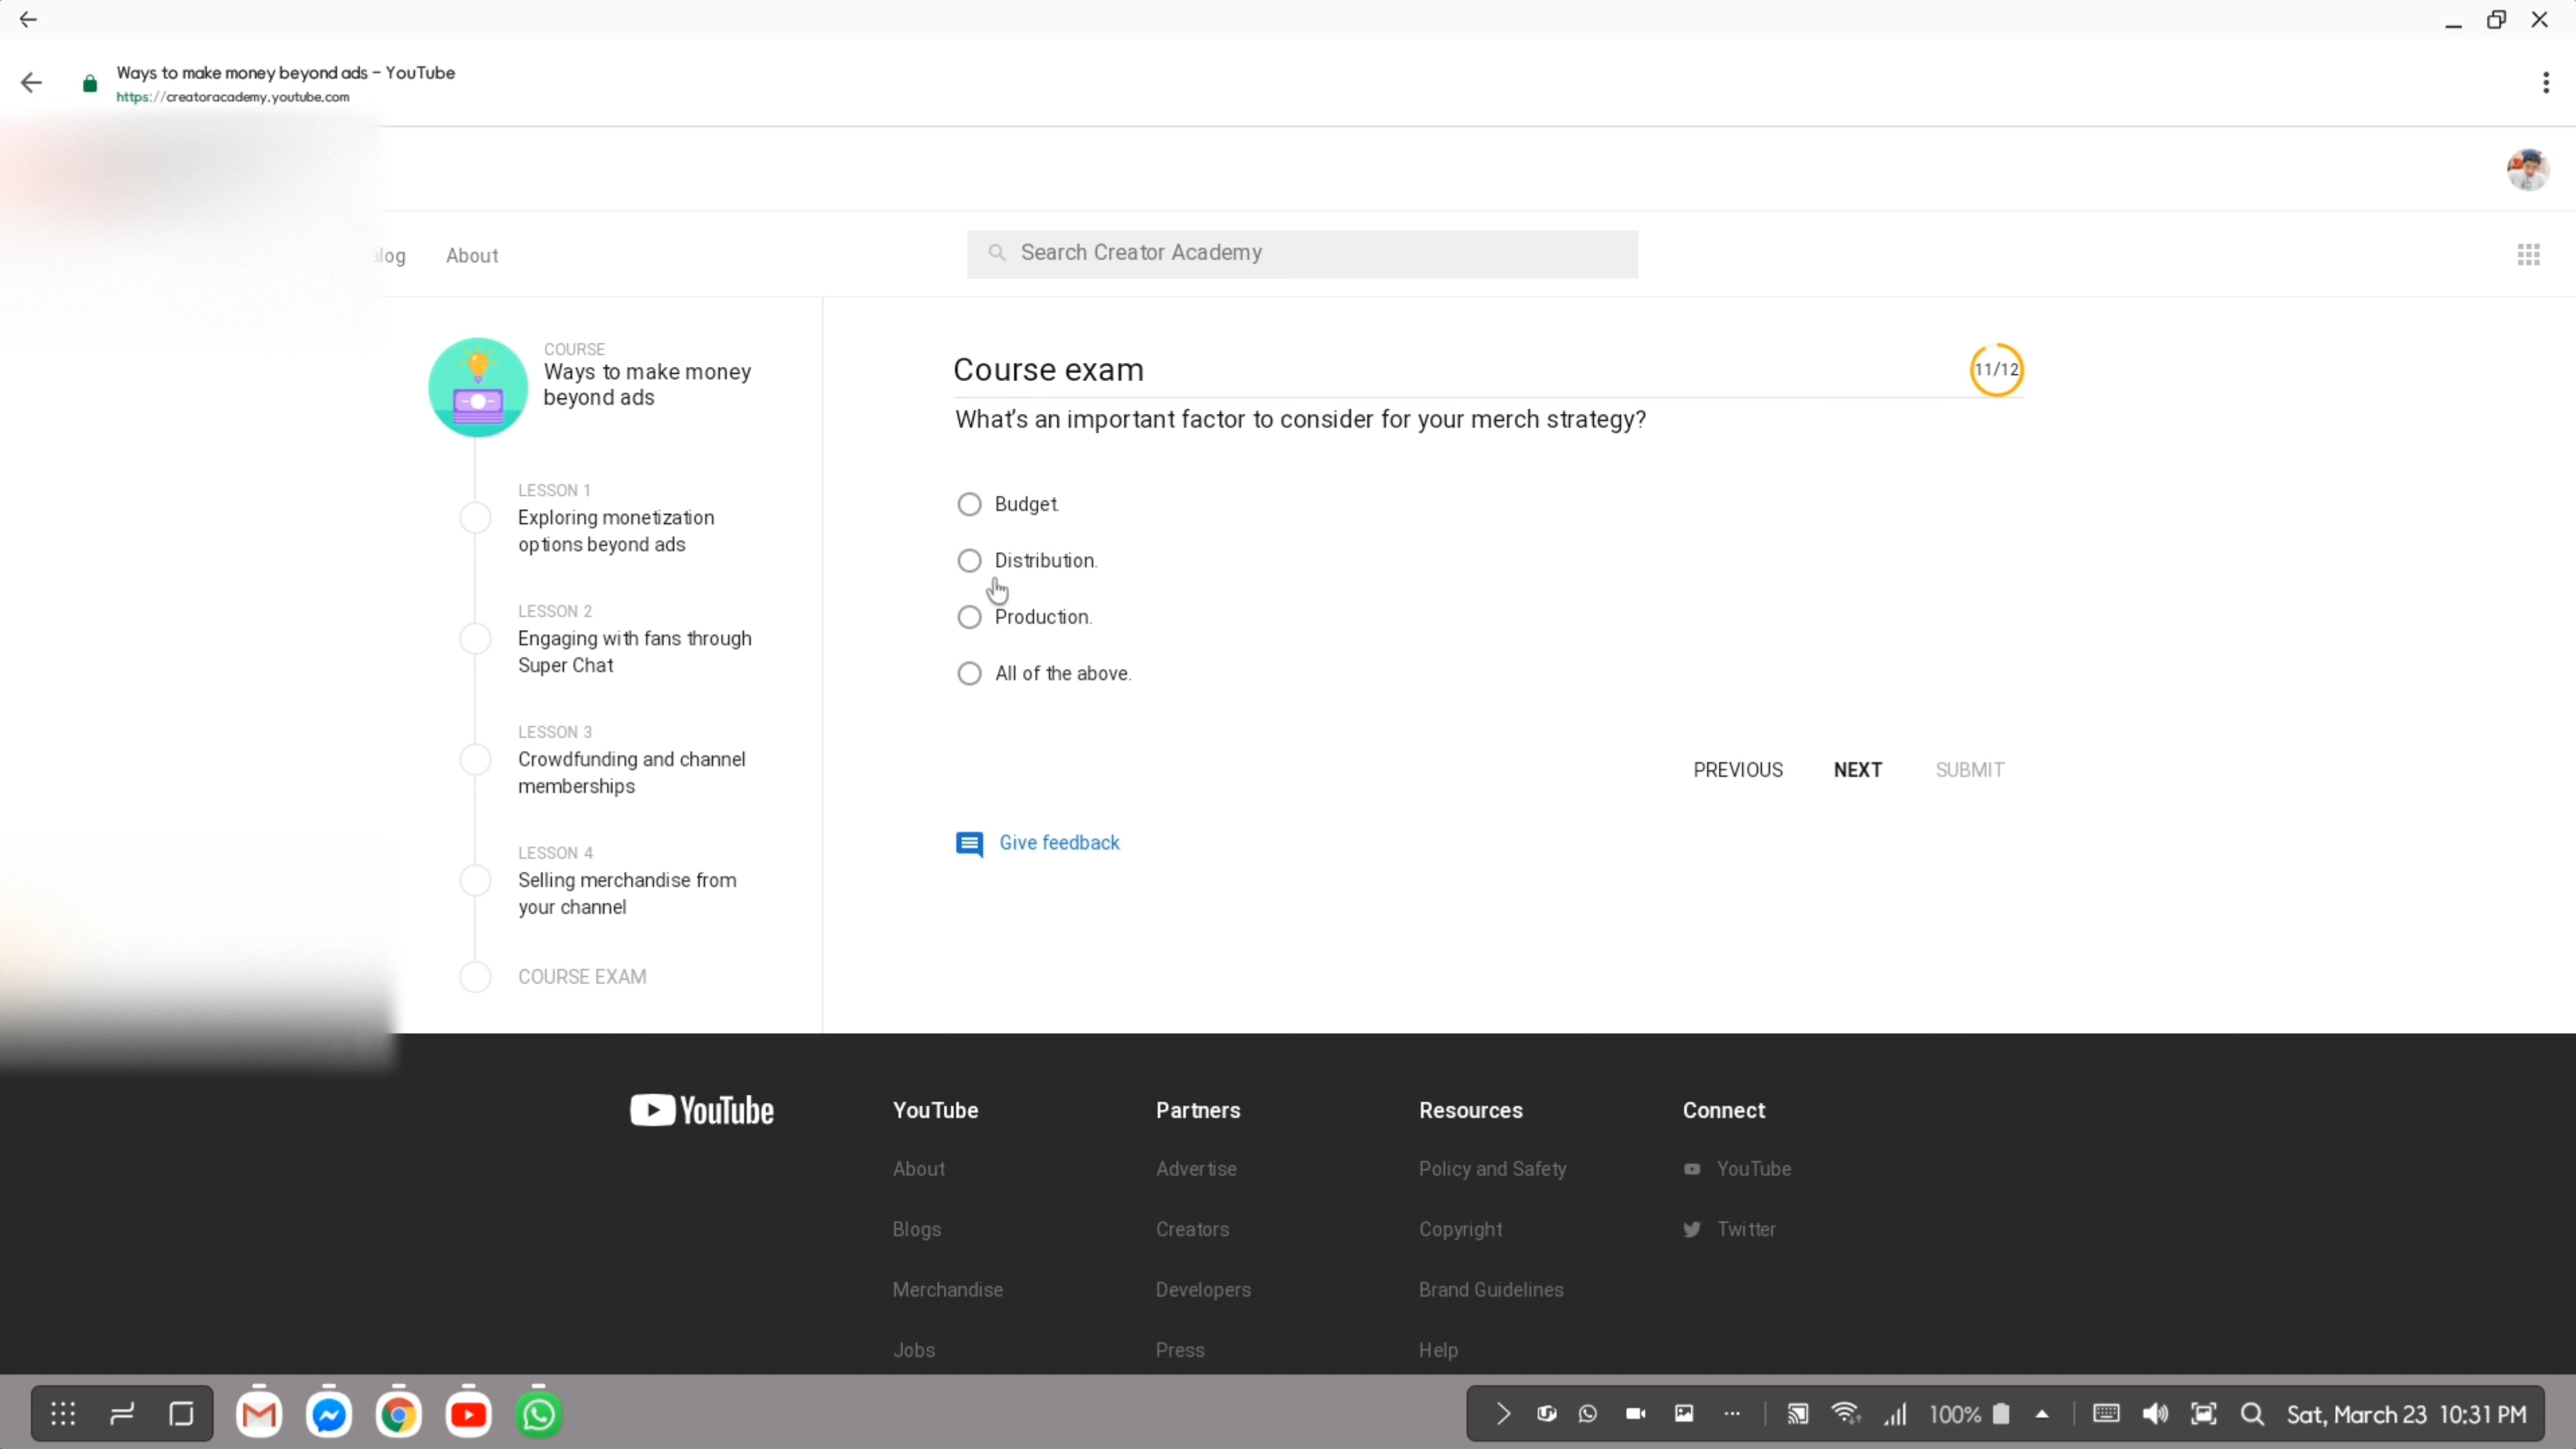 Ways to make money beyond ads – YouTube
https://creatoracademy.youtube.com
About
Search Creator Academy
COURSE
Ways to make money
beyond ads
LESSON 1
Exploring monetization
options beyond ads
LESSON 2
Engaging with fans through
Super Chat
LESSON 3
Crowdfunding and channel
memberships
LESSON 4
Selling merchandise from
your channel
COURSE EXAM
Course exam
11/12
What's an important factor to consider for your merch strategy?
Budget.
Distribution.
Production.
All of the above.
PREVIOUS NEXT SUBMIT
Give feedback
YouTube
YouTube Partners Resources Connect
About Advertise Policy and Safety YouTube
Blogs Creators Copyright Twitter
Merchandise Developers Brand Guidelines
Jobs Press Help
100% Sat, March 23 10:31 PM